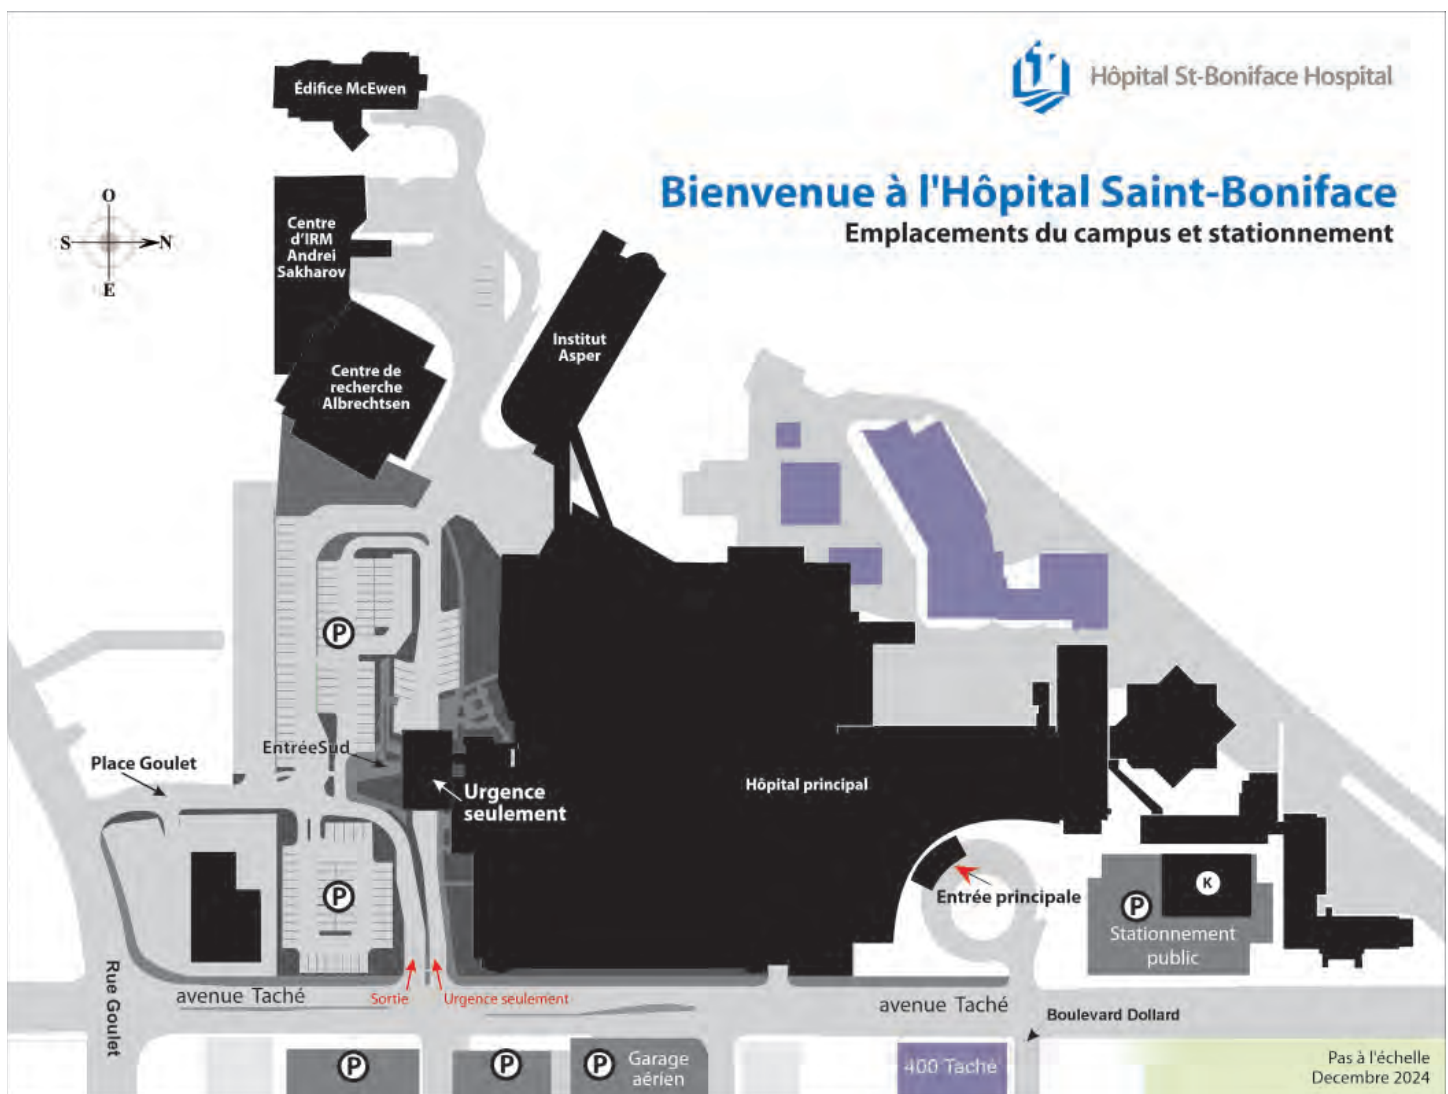 Hôpital St-Boniface Hospital
Bienvenue à l'Hôpital Saint-Boniface
Emplacements du campus et stationnement
Édifice McEwen
O
S
N
E
Centre
d'IRM
Andrei
Sakharov
Institut
Asper
Centre de
recherche
Albrechtsen
P
EntréeSud
Place Goulet
Urgence
seulement
Hôpital principal
Entrée principale
P
P
K
Stationnement
public
Rue Goulet
avenue Taché
Sortie
Urgence seulement
avenue Taché
Boulevard Dollard
P
P
P
Garage
aérien
400 Taché
Pas à l'échelle
Decembre 2024